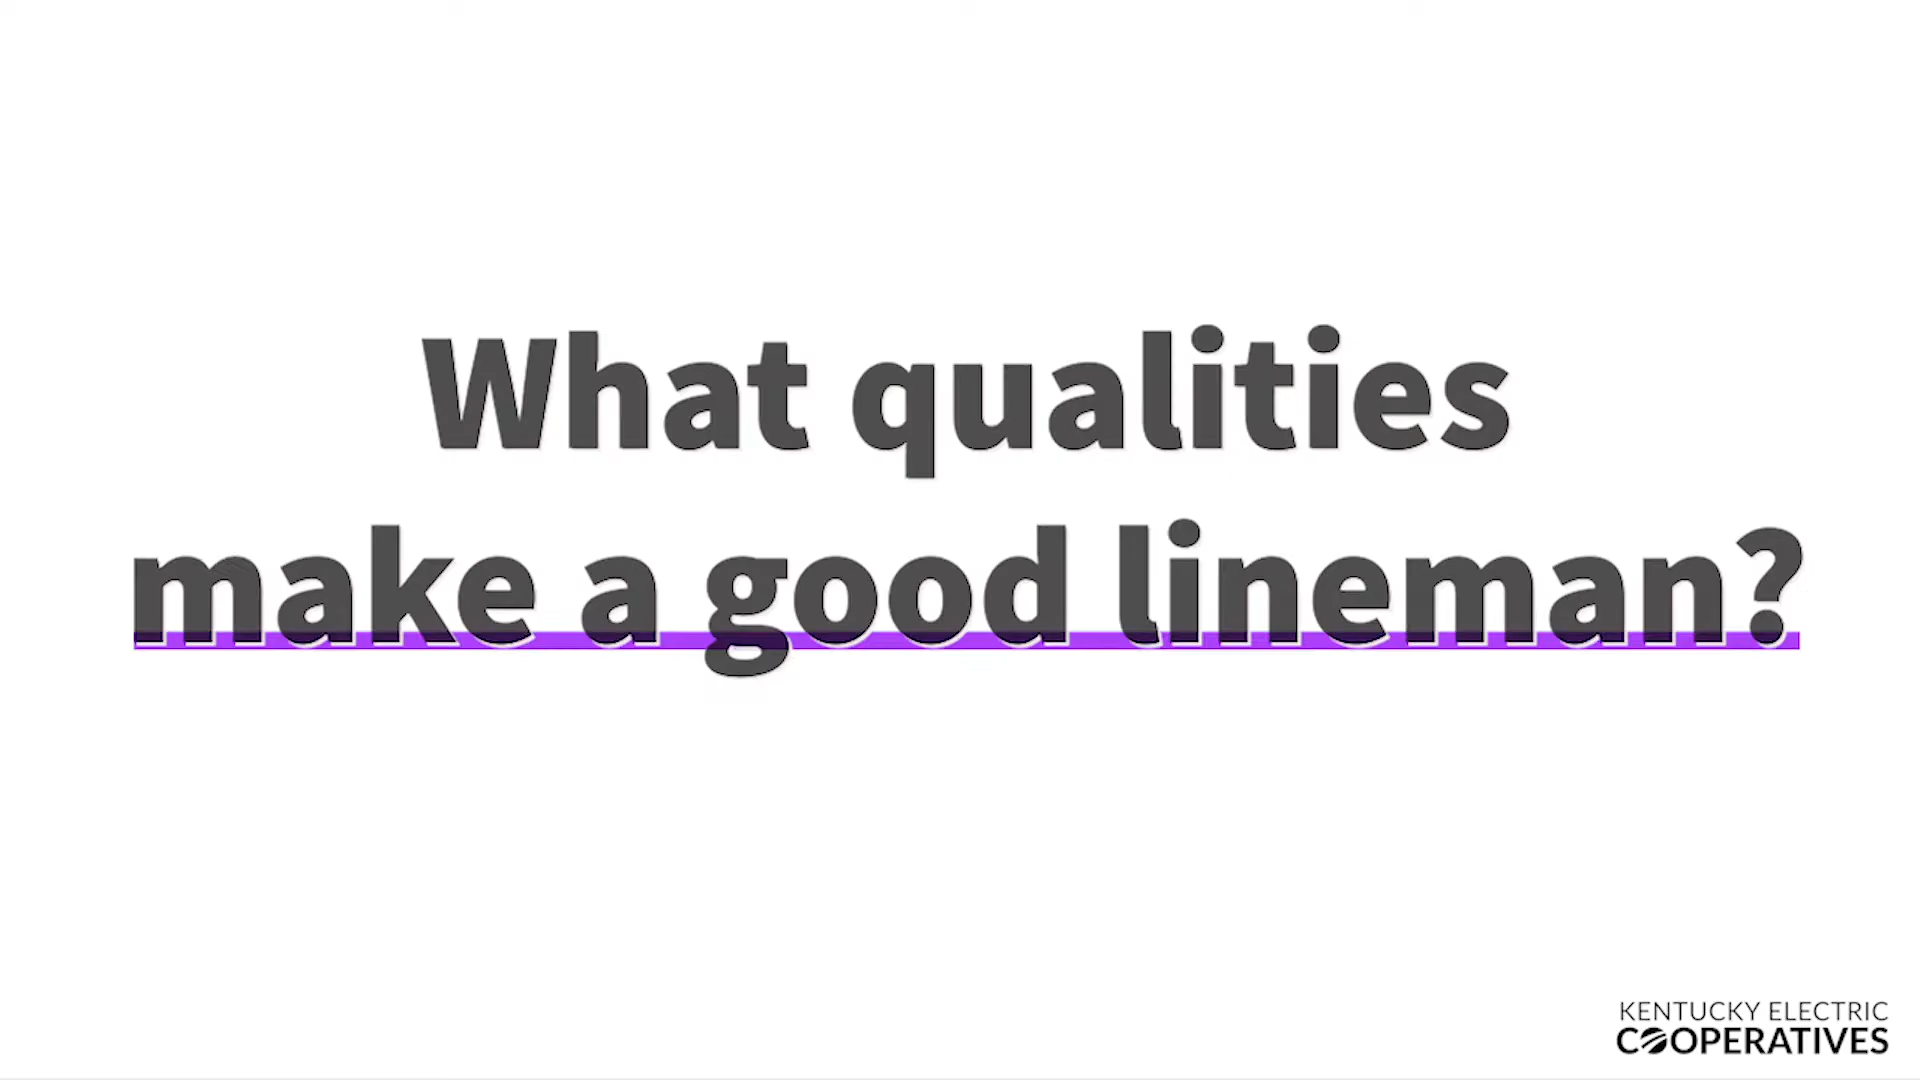 What qualities
make a good lineman?
KENTUCKY ELECTRIC
COOPERATIVES